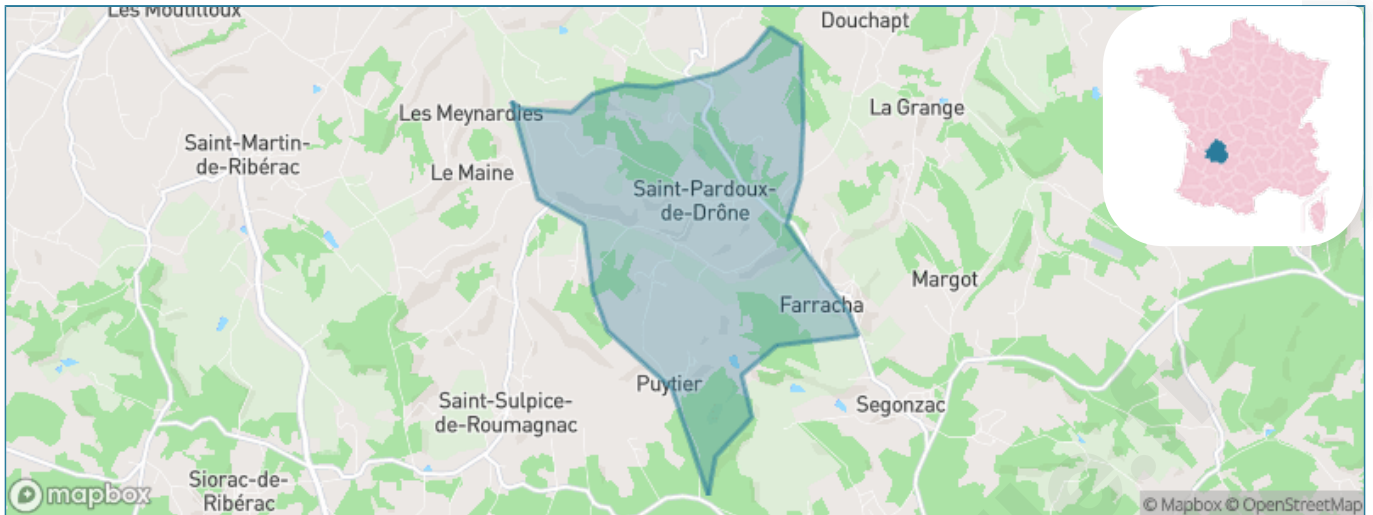 Les Moutilloux
Douchapt
Les Meynardies
La Grange
Saint-Martin-
de-Ribérac
Le Maine
Saint-Pardoux-
de-Drône
Margot
Farracha
Puytier
Saint-Sulpice-
de-Roumagnac
Segonzac
Siorac-de-
Ribérac
mapbox
© Mapbox © OpenStreetMap